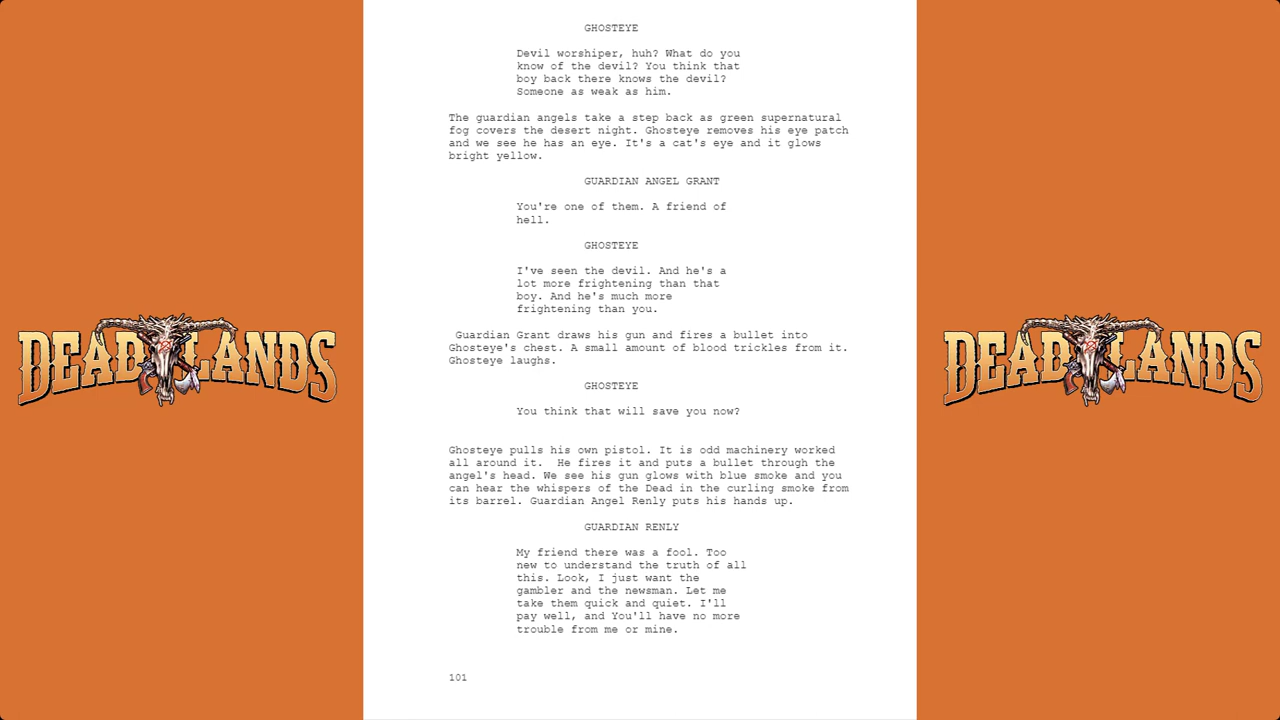 GHOSTEYE
Devil worshiper, huh? What do you
know of the devil? You think that
boy back there knows the devil?
Someone as weak as him.
The guardian angels take a step back as green supernatural
fog covers the desert night. Ghosteye removes his eye patch
and we see he has an eye. It's a cat's eye and it glows
bright yellow.
GUARDIAN ANGEL GRANT
You're one of them. A friend of
hell.
GHOSTEYE
I've seen the devil. And he's a
lot more frightening than that
boy. And he's much more
frightening than you.
Guardian Grant draws his gun and fires a bullet into
Ghosteye's chest. A small amount of blood trickles from it.
Ghosteye laughs.
GHOSTEYE
You think that will save you now?
Ghosteye pulls his own pistol. It is odd machinery worked
all around it.  He fires it and puts a bullet through the
angel's head. We see his gun glows with blue smoke and you
can hear the whispers of the Dead in the curling smoke from
its barrel. Guardian Angel Renly puts his hands up.
GUARDIAN RENLY
My friend there was a fool. Too
new to understand the truth of all
this. Look, I just want the
gambler and the newsman. Let me
take them quick and quiet. I'll
pay well, and You'll have no more
trouble from me or mine.
101
DEADLANDS
DEADLANDS